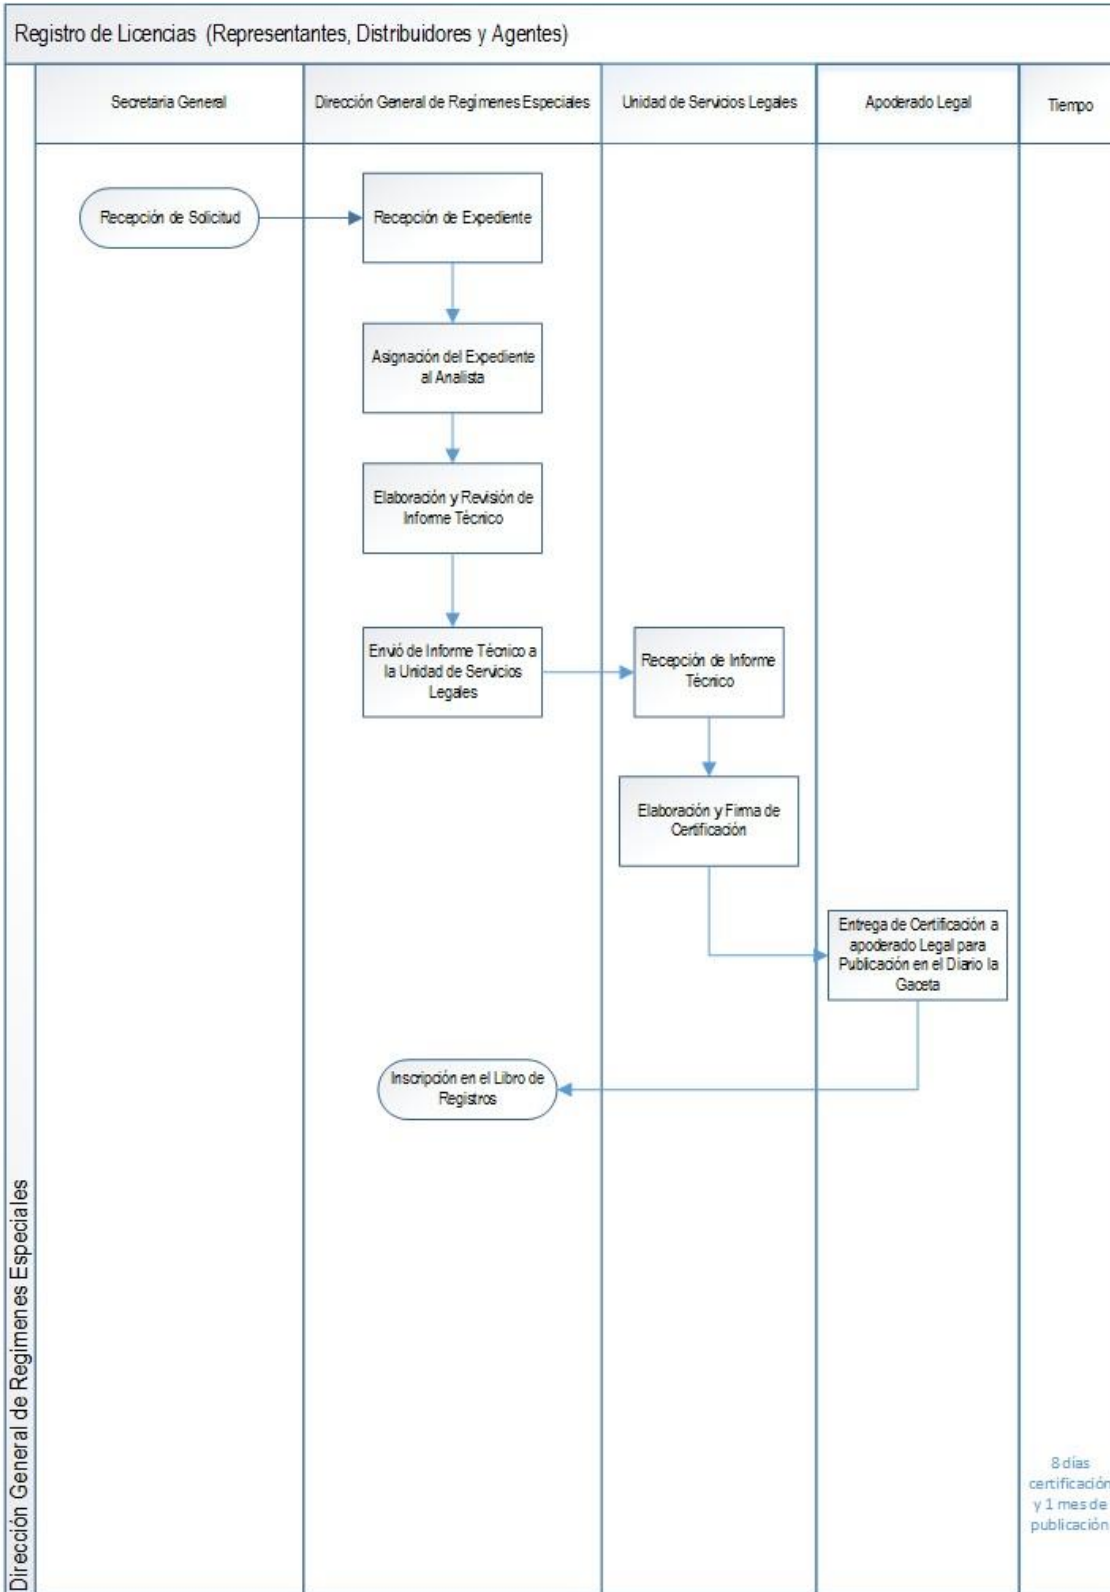 Registro de Licencias (Representantes, Distribuidores y Agentes)
Secretaria General
Dirección General de Regímenes Especiales
Unidad de Servicios Legales
Apoderado Legal
Tiempo
Recepción de Solicitud
Recepción de Expediente
Asignación del Expediente
al Analista
Elaboración y Revisión de
Informe Técnico
Envió de Informe Técnico a
la Unidad de Servicios
Legales
Recepción de Informe
Técnico
Elaboración y Firma de
Certificación
Entrega de Certificación a
apoderado Legal para
Publicación en el Diario la
Gaceta
Inscripción en el Libro de
Registros
Dirección General de Regimenes Especiales
8 días
certificación
y 1 mes de
publicación